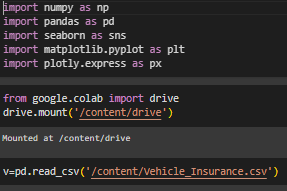 import numpy as np
import pandas as pd
import seaborn as sns
import matplotlib.pyplot as plt
import plotly.express as px
from google.colab import drive
drive.mount('/content/drive')
Mounted at /content/drive
v=pd.read_csv('/content/Vehicle_Insurance.csv')